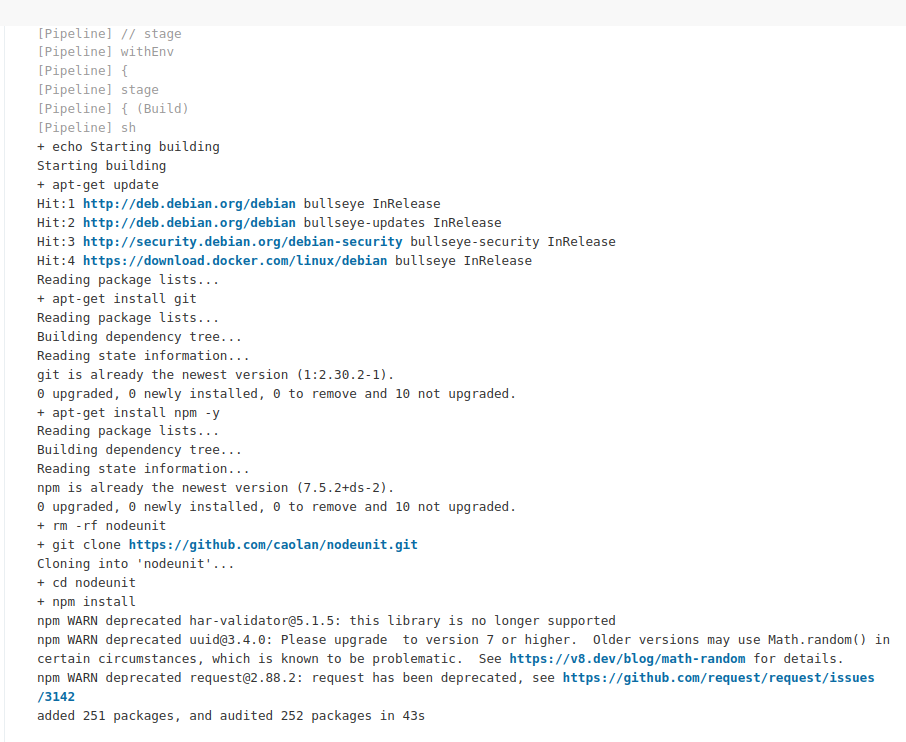 [Pipeline] // stage
[Pipeline] withEnv
[Pipeline] {
[Pipeline] stage
[Pipeline] { (Build)
[Pipeline] sh
+ echo Starting building
Starting building
+ apt-get update
Hit:1 http://deb.debian.org/debian bullseye InRelease
Hit:2 http://deb.debian.org/debian bullseye-updates InRelease
Hit:3 http://security.debian.org/debian-security bullseye-security InRelease
Hit:4 https://download.docker.com/linux/debian bullseye InRelease
Reading package lists...
+ apt-get install git
Reading package lists...
Building dependency tree...
Reading state information...
git is already the newest version (1:2.30.2-1).
0 upgraded, 0 newly installed, 0 to remove and 10 not upgraded.
+ apt-get install npm -y
Reading package lists...
Building dependency tree...
Reading state information...
npm is already the newest version (7.5.2+ds-2).
0 upgraded, 0 newly installed, 0 to remove and 10 not upgraded.
+ rm -rf nodeunit
+ git clone https://github.com/caolan/nodeunit.git
Cloning into 'nodeunit'...
+ cd nodeunit
+ npm install
npm WARN deprecated har-validator@5.1.5: this library is no longer supported
npm WARN deprecated uuid@3.4.0: Please upgrade  to version 7 or higher.  Older versions may use Math.random() in
certain circumstances, which is known to be problematic.  See https://v8.dev/blog/math-random for details.
npm WARN deprecated request@2.88.2: request has been deprecated, see https://github.com/request/request/issues
/3142
added 251 packages, and audited 252 packages in 43s